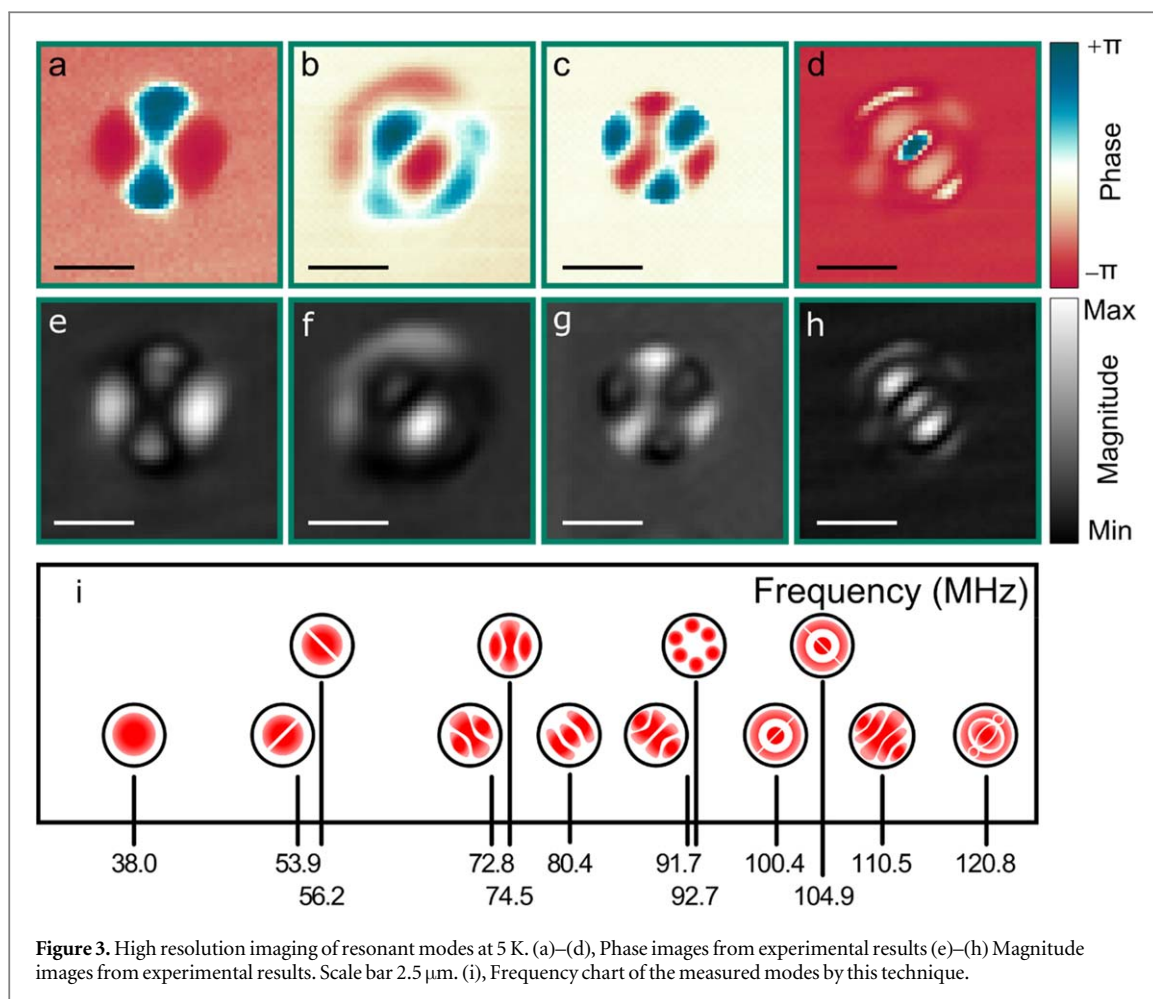 a
b
c
d
+π
Phase
–π
e
f
g
h
Max
Magnitude
Min
i
Frequency (MHz)
38.0
53.9
72.8
80.4
91.7
100.4
110.5
120.8
56.2
74.5
92.7
104.9
Figure 3. High resolution imaging of resonant modes at 5 K. (a)–(d), Phase images from experimental results (e)–(h) Magnitude
images from experimental results. Scale bar 2.5 μm. (i), Frequency chart of the measured modes by this technique.